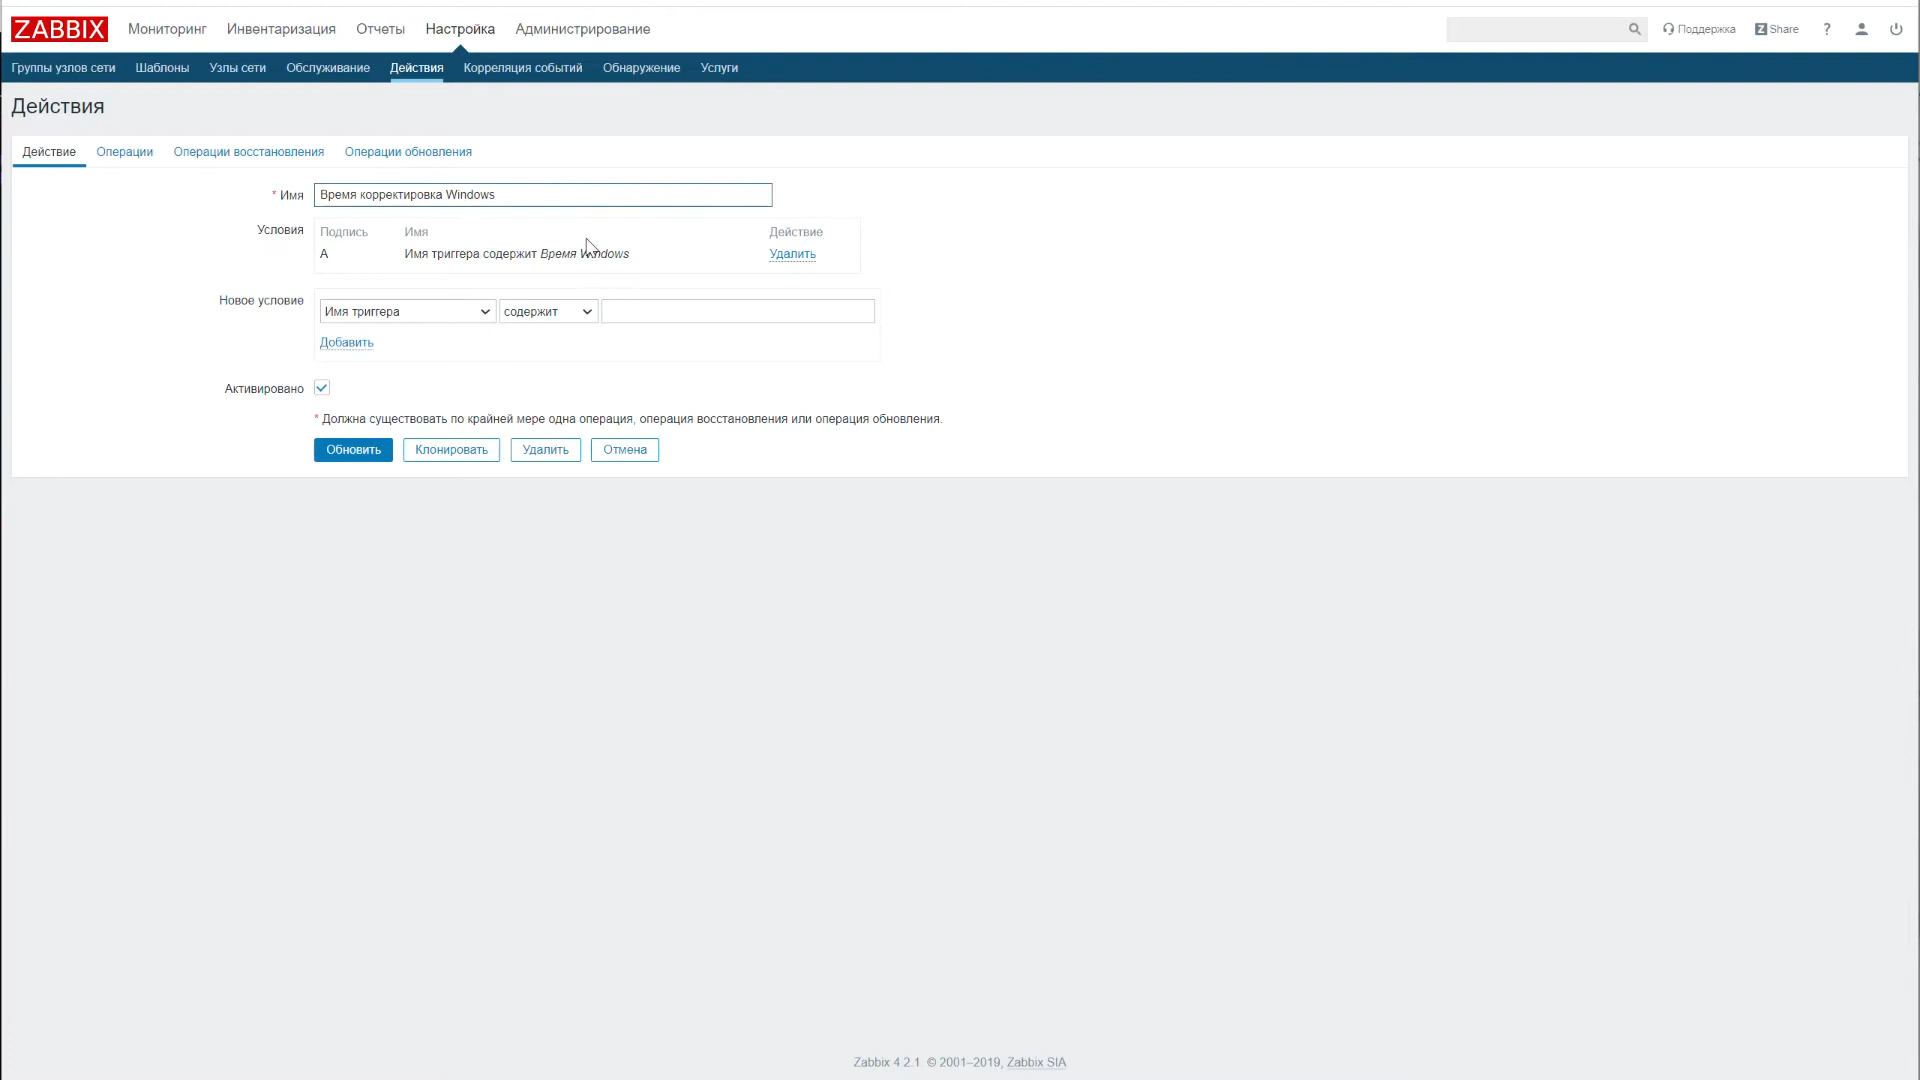 ZABBIX Мониторинг Инвентаризация Отчеты Настройка Администрирование Поддержка Z Share ?
Группы узлов сети Шаблоны Узлы сети Обслуживание Действия Корреляция событий Обнаружение Услуги
Действия
Действие Операции Операции восстановления Операции обновления
* Имя Время корректировка Windows
Условия Подпись Имя Действие
A Имя триггера содержит Время Windows Удалить
Новое условие
Имя триггера содержит
Добавить
Активировано
* Должна существовать по крайней мере одна операция, операция восстановления или операция обновления.
Обновить Клонировать Удалить Отмена
Zabbix 4.2.1. © 2001–2019, Zabbix SIA